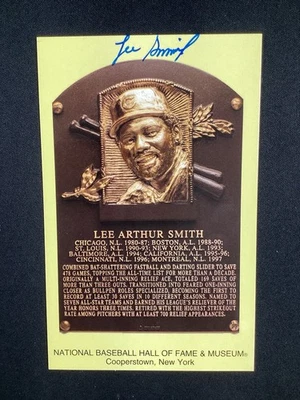 Lee Smith
LEE ARTHUR SMITH
CHICAGO, N.L. 1980-87; BOSTON, A.L. 1988-90;
ST. LOUIS, N.L. 1990-93; NEW YORK, A.L. 1993;
BALTIMORE, A.L. 1994; CALIFORNIA, A.L. 1995-96;
CINCINNATI, N.L. 1996; MONTREAL, N.L. 1997
COMBINED BAT-SHATTERING FASTBALL AND DARTING SLIDER TO SAVE
478 GAMES, TOPPING THE ALL-TIME LIST FOR MORE THAN A DECADE.
ORIGINALLY A MULTI-INNING RELIEF ACE, TOTALED 169 SAVES OF
MORE THAN THREE OUTS. TRANSITIONED INTO FEARED ONE-INNING
CLOSER AS BULLPEN ROLES SPECIALIZED, BECOMING THE FIRST TO
RECORD AT LEAST 30 SAVES IN 10 DIFFERENT SEASONS. NAMED TO
SEVEN ALL-STAR TEAMS AND EARNED HIS LEAGUE'S RELIEVER OF THE
YEAR HONORS THREE TIMES. RETIRED WITH THE HIGHEST STRIKEOUT
RATE AMONG PITCHERS WITH AT LEAST 700 RELIEF APPEARANCES.
NATIONAL BASEBALL HALL OF FAME & MUSEUM®
Cooperstown, New York